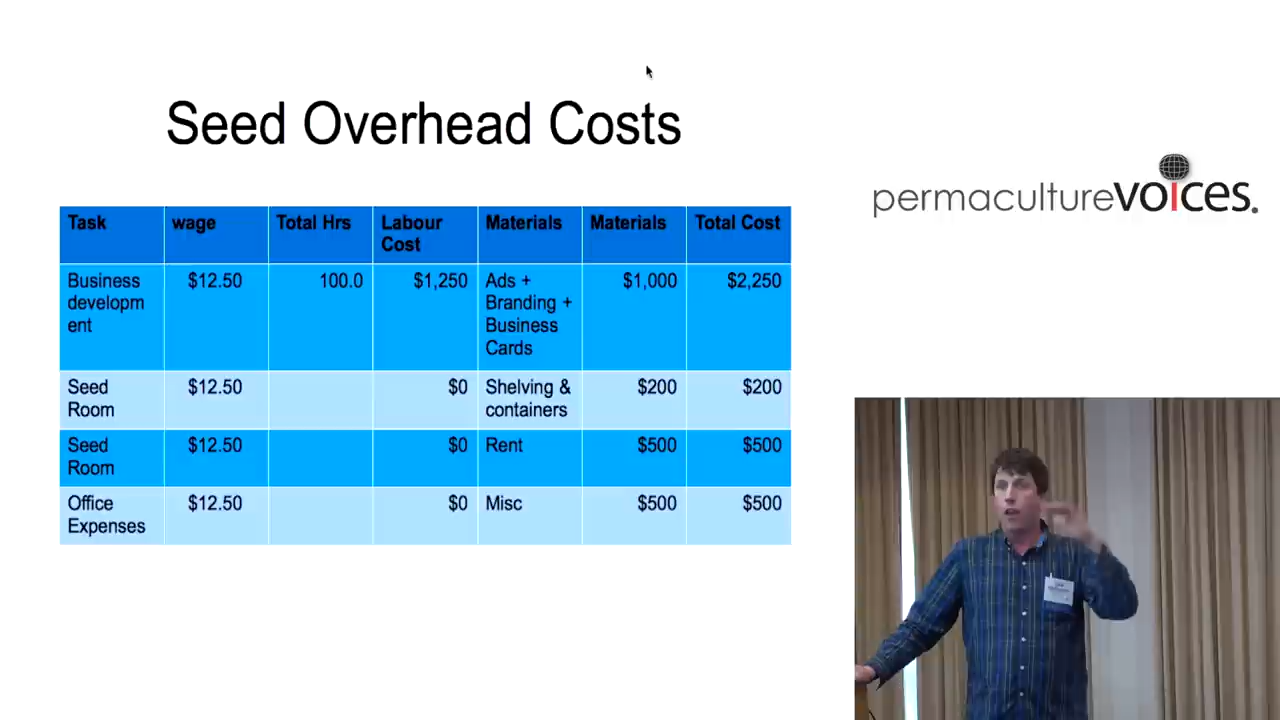 Seed Overhead Costs
permaculturevoices.
Task wage Total Hrs Labour Cost Materials Materials Total Cost
Business developm ent $12.50 100.0 $1,250 Ads + Branding + Business Cards $1,000 $2,250
Seed Room $12.50 $0 Shelving & containers $200 $200
Seed Room $12.50 $0 Rent $500 $500
Office Expenses $12.50 $0 Misc $500 $500